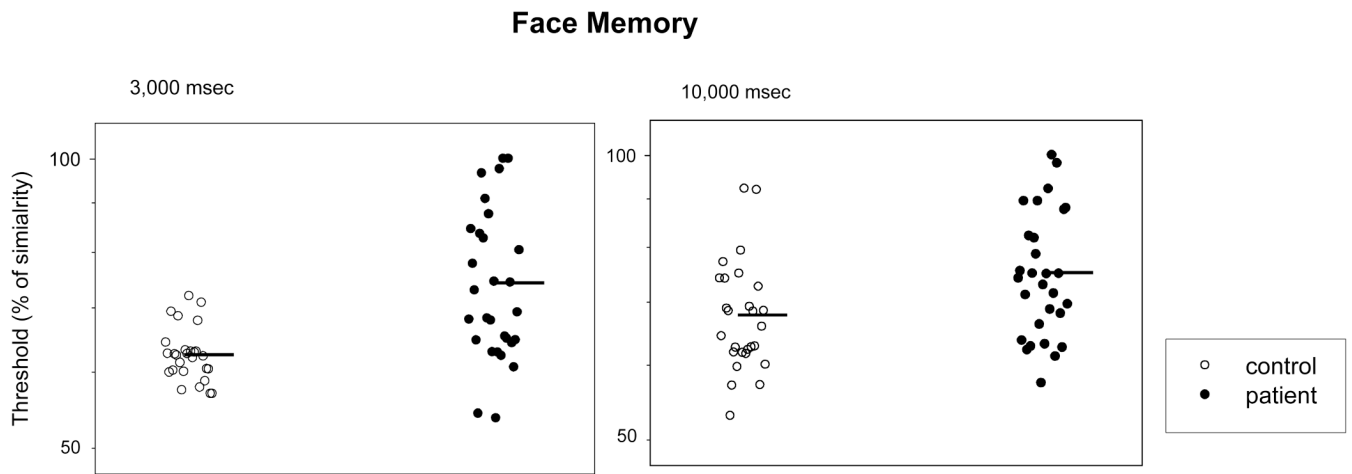 Face Memory
3,000 msec
10,000 msec
Threshold (% of simialrity)
100
50
100
50
control
patient